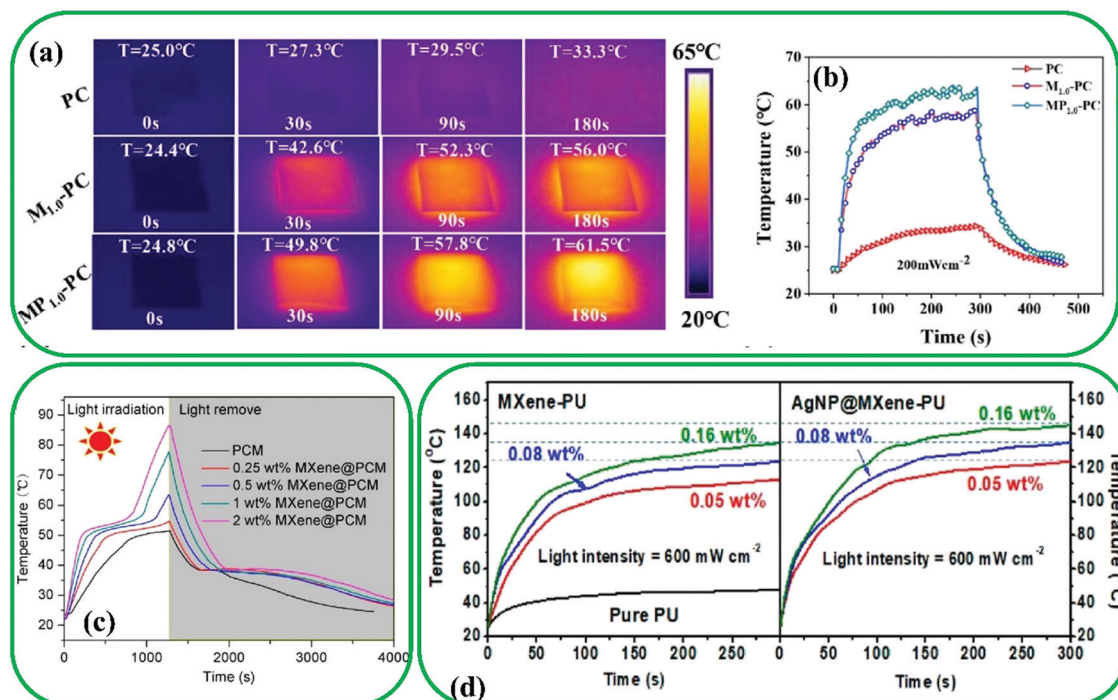 (a)
T=25.0°C T=27.3°C T=29.5°C T=33.3°C
PC
0s 30s 90s 180s
T=24.4°C T=42.6°C T=52.3°C T=56.0°C
M1.0-PC
0s 30s 90s 180s
T=24.8°C T=49.8°C T=57.8°C T=61.5°C
MP1.0-PC
0s 30s 90s 180s
65°C
20°C
(b)
PC
M1.0-PC
MP1.0-PC
70
60
50
40
30
20
Temperature (°C)
200mWcm-2
0 100 200 300 400 500
Time (s)
Light irradiation Light remove
PCM
0.25 wt% MXene@PCM
0.5 wt% MXene@PCM
1 wt% MXene@PCM
2 wt% MXene@PCM
90
80
70
60
50
40
30
20
Temperature (°C)
(c)
0 1000 2000 3000 4000
Time (s)
MXene-PU
0.16 wt%
0.08 wt%
0.05 wt%
Light intensity = 600 mW cm-2
Pure PU
160
140
120
100
80
60
40
20
Temperature (°C)
0 50 100 150 200 250
Time (s)
(d)
AgNP@MXene-PU
0.16 wt%
0.08 wt%
0.05 wt%
Light intensity = 600 mW cm-2
160
140
120
100
80
60
40
20
0 50 100 150 200 250 300
Time (s)